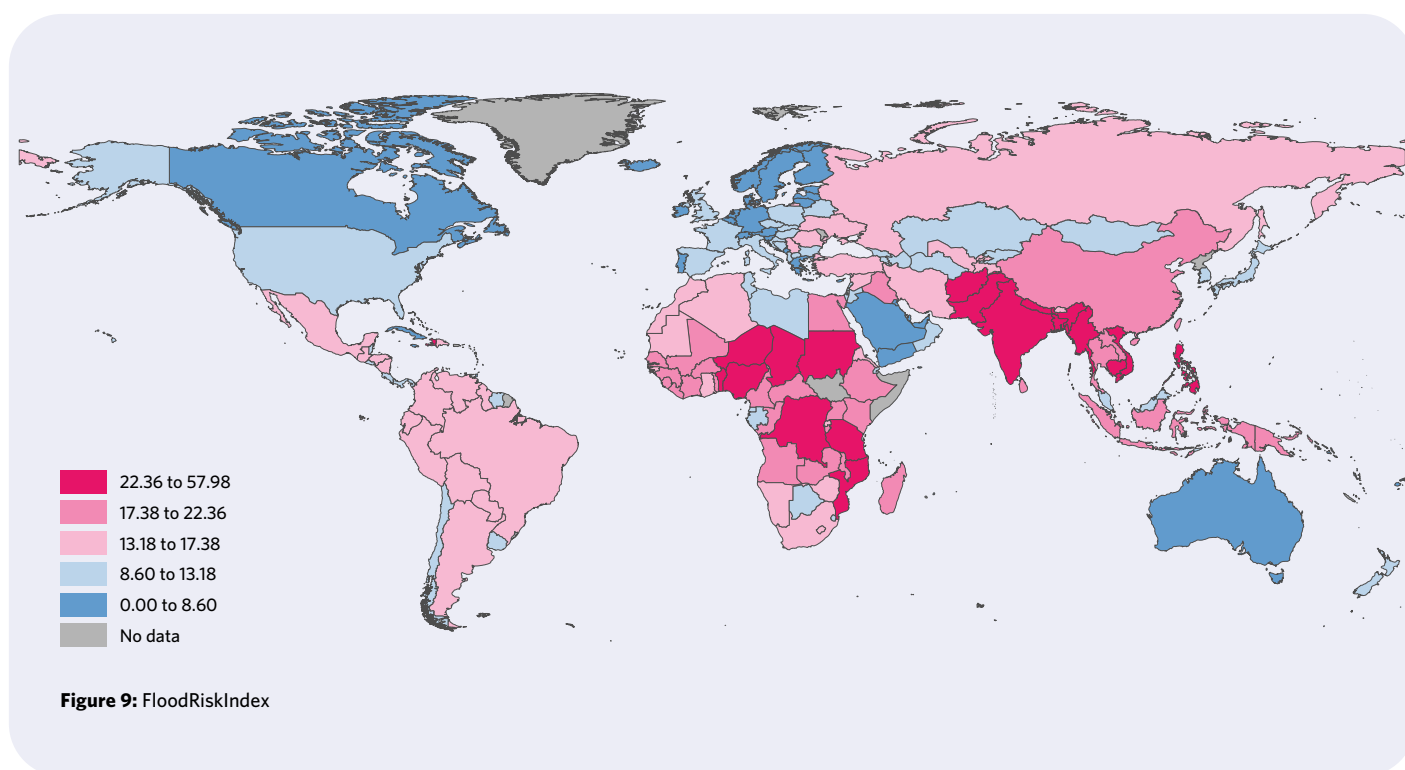 22.36 to 57.98
17.38 to 22.36
13.18 to 17.38
8.60 to 13.18
0.00 to 8.60
No data
Figure 9: FloodRiskIndex